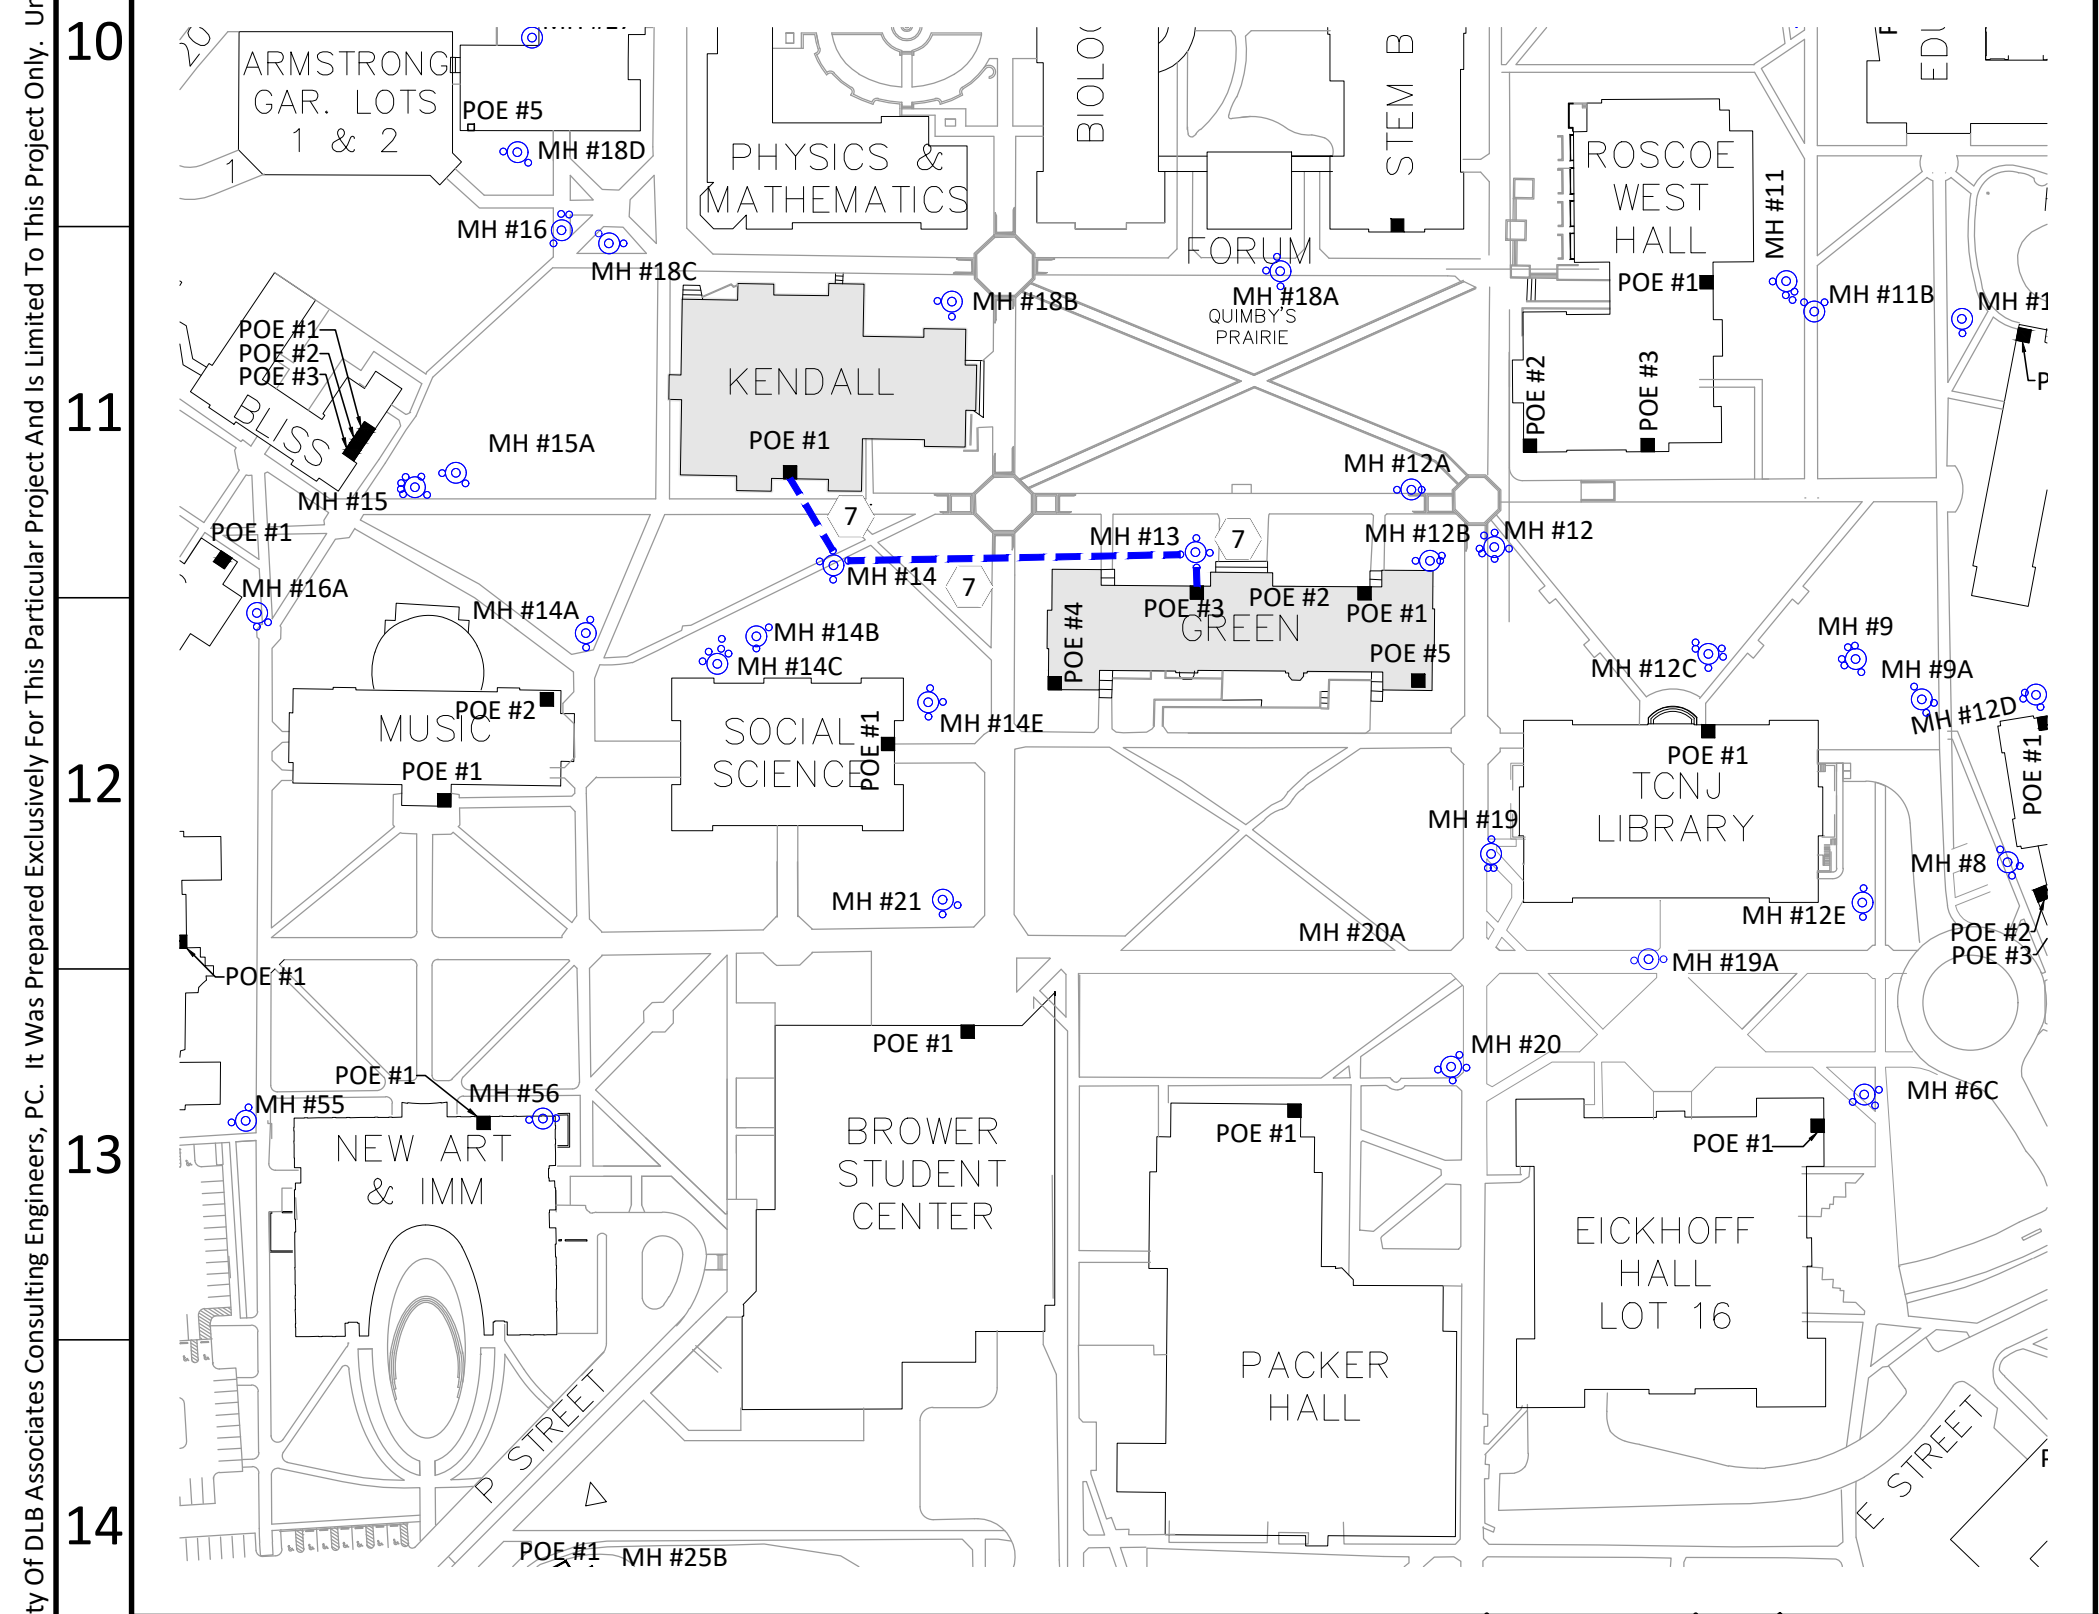 ty Of DLB Associates Consulting Engineers, PC. It Was Prepared Exclusively For This Particular Project And Is Limited To This Project Only. Un
10
11
12
13
14
20
ARMSTRONG
GAR. LOTS
1 & 2
1
POE #5
MH #18D
PHYSICS &
MATHEMATICS
STEM B
ROSCOE
WEST
HALL
POE #1
POE #2
POE #3
MH #11
MH #11B
MH #1
MH #16
MH #18C
MH #18B
FORUM
MH #18A
QUIMBY'S
PRAIRIE
POE #1
POE #2
POE #3
BLISS
KENDALL
POE #1
MH #15A
MH #15
POE #1
MH #16A
7
MH #14
7
MH #13
7
MH #12A
MH #12B
MH #12
MH #14A
MH #14B
MH #14C
POE #4
POE #3
POE #2
POE #1
GREEN
POE #5
MH #9
MH #9A
MH #12C
MH #12D
POE #2
MUSIC
POE #1
SOCIAL
SCIENCE
POE #1
MH #14E
POE #1
TCNJ
LIBRARY
POE #1
MH #19
MH #8
MH #21
MH #20A
MH #12E
POE #2
POE #3
POE #1
MH #19A
POE #1
MH #20
MH #6C
POE #1
MH #55
MH #56
NEW ART
& IMM
BROWER
STUDENT
CENTER
POE #1
POE #1
EICKHOFF
HALL
LOT 16
PACKER
HALL
P STREET
E STREET
POE #1
MH #25B